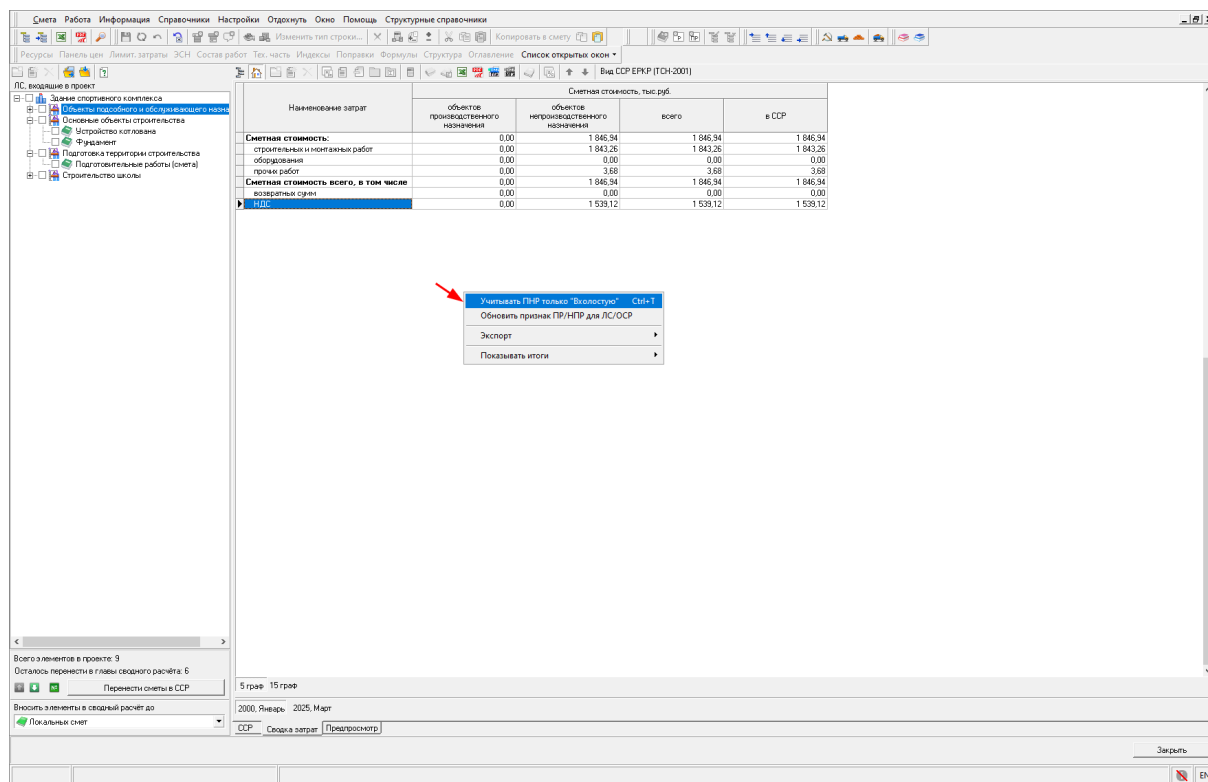 Смета Работа Информация Справочники Настройки Отдохнуть Окно Помощь Структурные справочники
Изменить тип строки... Копировать в смету
Ресурсы Панель цен Лимит. затраты ЭСН Состав работ Тех. часть Индексы Поправки Формулы Структура Оглавление Список открытых окон
Вид ССР ЕРКР (ТСН-2001)
ЛС, входящие в проект
Здание спортивного комплекса
Объекты подсобного и обслуживающего назна
Основные объекты строительства
Устройство котлована
Фундамент
Подготовка территории строительства
Подготовительные работы (смета)
Строительство школы
Наименование затрат
Сметная стоимость, тыс.руб.
объектов производственного назначения
объектов непроизводственного назначения
всего
в ССР
Сметная стоимость: 0,00 1 846,94 1 846,94 1 846,94
строительных и монтажных работ 0,00 1 843,26 1 843,26 1 843,26
оборудования 0,00 0,00 0,00 0,00
прочих работ 0,00 3,68 3,68 3,68
Сметная стоимость всего, в том числе 0,00 1 846,94 1 846,94 1 846,94
возвратных сумм 0,00 0,00 0,00 0,00
НДС 0,00 1 539,12 1 539,12 1 539,12
Учитывать ПНР только "Вхолостую" Ctrl+T
Обновить признак ПР/НПР для ЛС/ОСР
Экспорт
Показывать итоги
Всего элементов в проекте: 9
Осталось перенести в главы сводного расчёта: 6
Перенести сметы в ССР
Вносить элементы в сводный расчёт до
Локальных смет
5 граф 15 граф
2000, Январь 2025, Март
ССР Сводка затрат Предпросмотр
Закрыть
EN